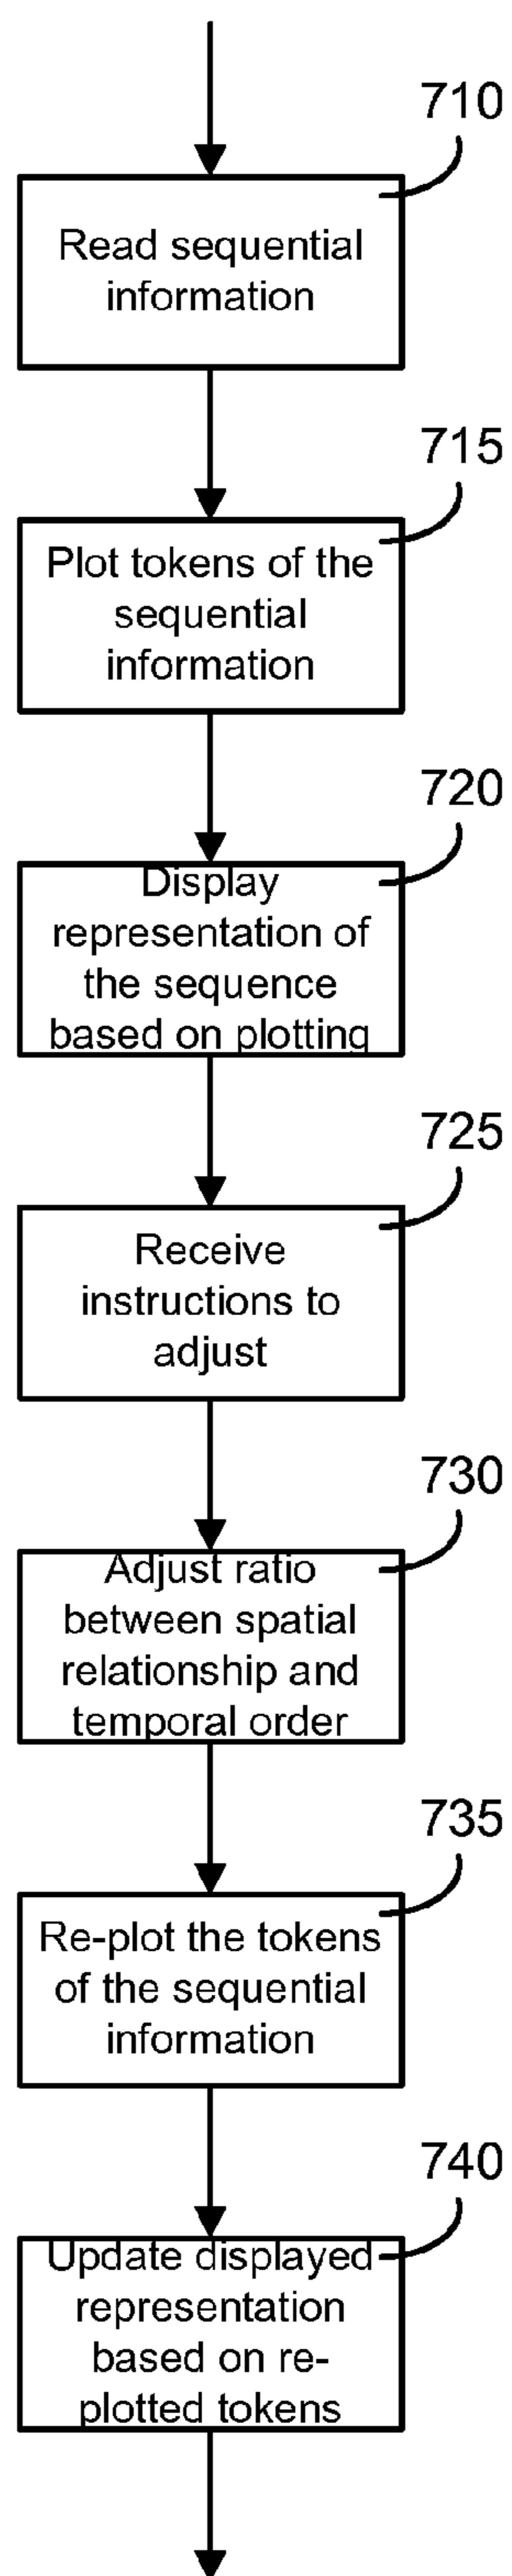 710
Read sequential
information
715
Plot tokens of the
sequential
information
720
Display
representation of
the sequence
based on plotting
725
Receive
instructions to
adjust
730
Adjust ratio
between spatial
relationship and
temporal order
735
Re-plot the tokens
of the sequential
information
740
Update displayed
representation
based on re-
plotted tokens